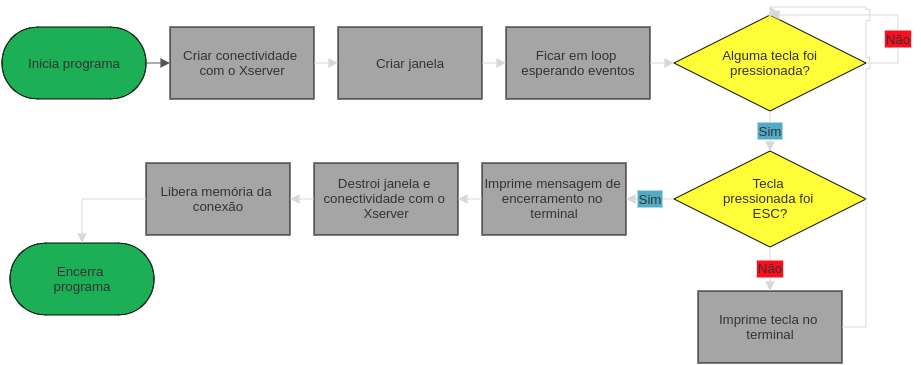 Inicia programa
Criar conectividade
com o Xserver
Criar janela
Ficar em loop
esperando eventos
Alguma tecla foi
pressionada?
Não
Sim
Tecla
pressionada foi
ESC?
Sim
Imprime mensagem de
encerramento no
terminal
Destroi janela e
conectividade com o
Xserver
Libera memória da
conexão
Encerra
programa
Não
Imprime tecla no
terminal